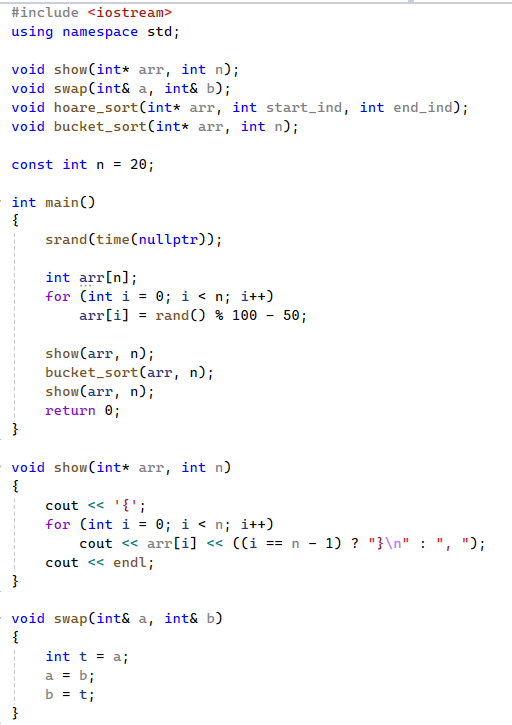 #include <iostream>
using namespace std;
void show(int* arr, int n);
void swap(int& a, int& b);
void hoare_sort(int* arr, int start_ind, int end_ind);
void bucket_sort(int* arr, int n);
const int n = 20;
int main()
{
srand(time(nullptr));
int arr[n];
for (int i = 0; i < n; i++)
arr[i] = rand() % 100 - 50;
show(arr, n);
bucket_sort(arr, n);
show(arr, n);
return 0;
}
void show(int* arr, int n)
{
cout << '{';
for (int i = 0; i < n; i++)
cout << arr[i] << ((i == n - 1) ? "}\n" : ", ");
cout << endl;
}
void swap(int& a, int& b)
{
int t = a;
a = b;
b = t;
}